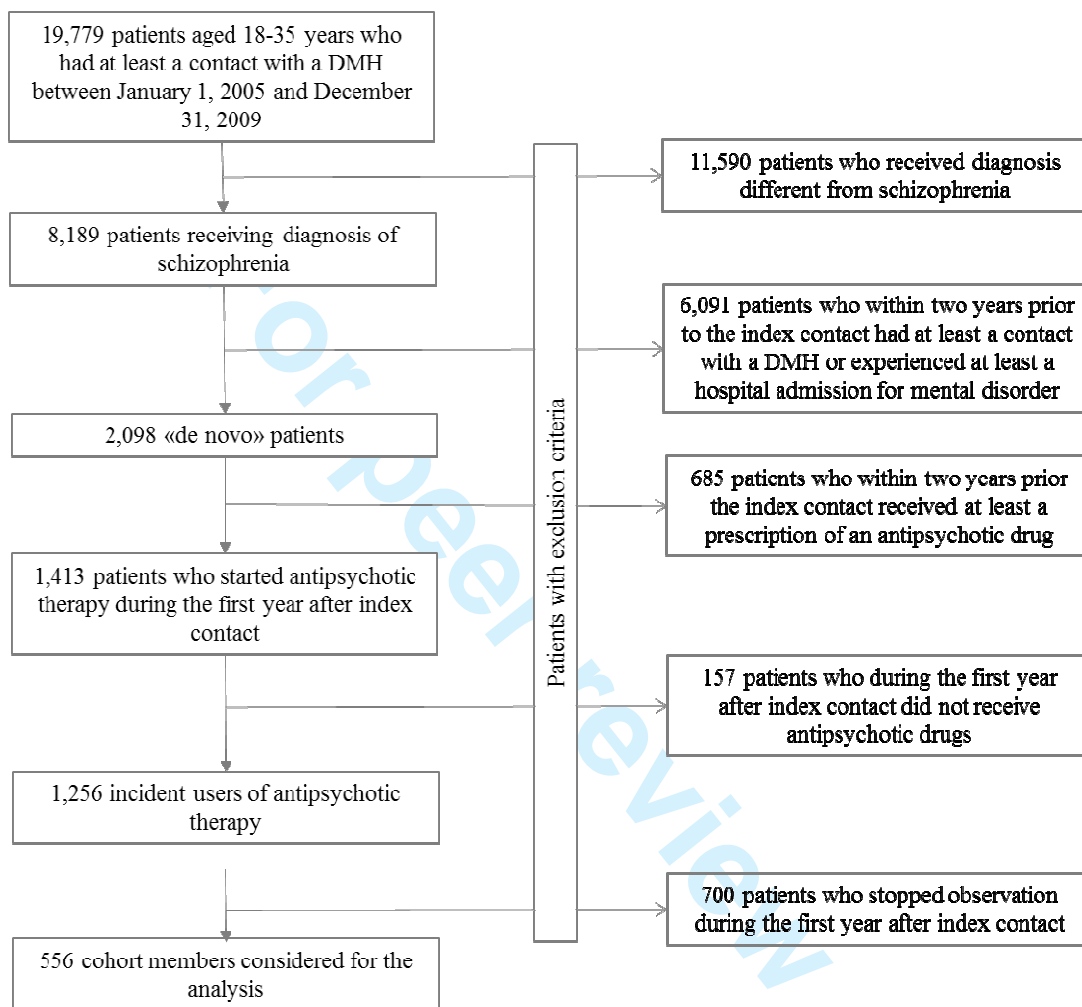 19,779 patients aged 18-35 years who
had at least a contact with a DMH
between January 1, 2005 and December
31, 2009
11,590 patients who received diagnosis
different from schizophrenia
8,189 patients receiving diagnosis of
schizophrenia
6,091 patients who within two years prior
to the index contact had at least a contact
with a DMH or experienced at least a
hospital admission for mental disorder
2,098 «de novo» patients
685 patients who within two years prior
the index contact received at least a
prescription of an antipsychotic drug
1,413 patients who started antipsychotic
therapy during the first year after index
contact
157 patients who during the first year
after index contact did not receive
antipsychotic drugs
1,256 incident users of antipsychotic
therapy
700 patients who stopped observation
during the first year after index contact
556 cohort members considered for the
analysis
Patients with exclusion criteria
or peer review